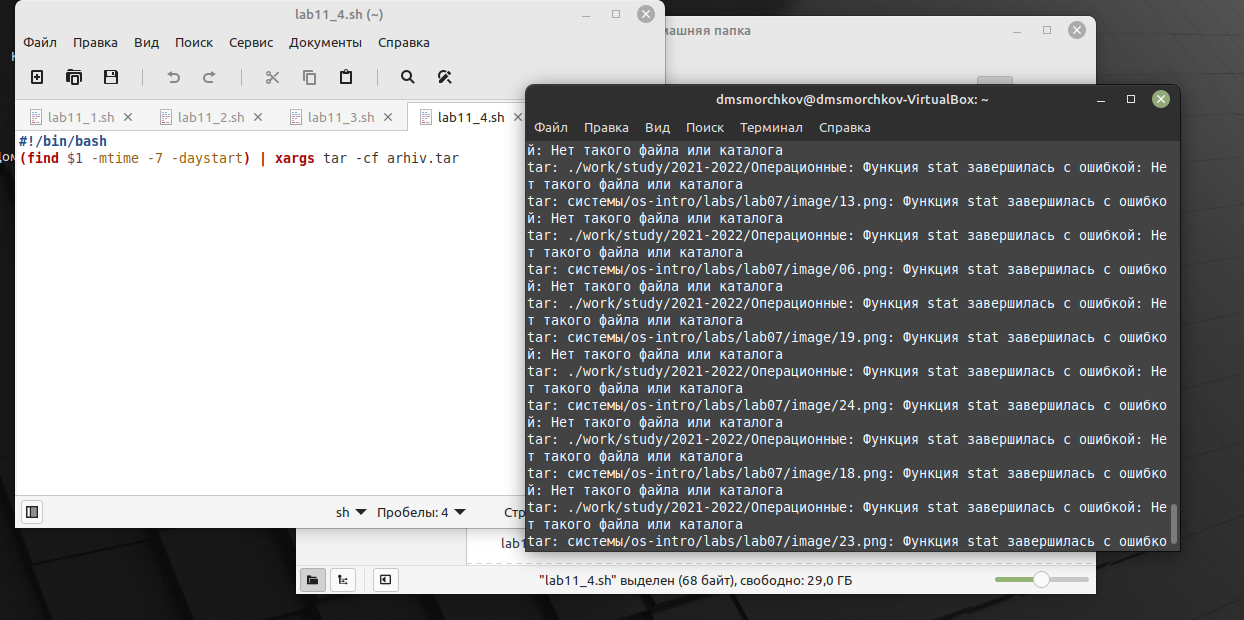 lab11_4.sh (~)
Файл Правка Вид Поиск Сервис Документы Справка
lab11_1.sh
lab11_2.sh
lab11_3.sh
lab11_4.sh
#!/bin/bash
(find $1 -mtime -7 -daystart) | xargs tar -cf arhiv.tar
sh
Пробелы: 4
Стр
машняя папка
dmsmorchkov@dmsmorchkov-VirtualBox: ~
Файл Правка Вид Поиск Терминал Справка
й: Нет такого файла или каталога
tar: ./work/study/2021-2022/Операционные: Функция stat завершилась с ошибкой: Не
т такого файла или каталога
tar: системы/os-intro/labs/lab07/image/13.png: Функция stat завершилась с ошибко
й: Нет такого файла или каталога
tar: ./work/study/2021-2022/Операционные: Функция stat завершилась с ошибкой: Не
т такого файла или каталога
tar: системы/os-intro/labs/lab07/image/06.png: Функция stat завершилась с ошибко
й: Нет такого файла или каталога
tar: ./work/study/2021-2022/Операционные: Функция stat завершилась с ошибкой: Не
т такого файла или каталога
tar: системы/os-intro/labs/lab07/image/19.png: Функция stat завершилась с ошибко
й: Нет такого файла или каталога
tar: ./work/study/2021-2022/Операционные: Функция stat завершилась с ошибкой: Не
т такого файла или каталога
tar: системы/os-intro/labs/lab07/image/24.png: Функция stat завершилась с ошибко
й: Нет такого файла или каталога
tar: ./work/study/2021-2022/Операционные: Функция stat завершилась с ошибкой: Не
т такого файла или каталога
tar: системы/os-intro/labs/lab07/image/18.png: Функция stat завершилась с ошибко
й: Нет такого файла или каталога
tar: ./work/study/2021-2022/Операционные: Функция stat завершилась с ошибкой: Не
т такого файла или каталога
tar: системы/os-intro/labs/lab07/image/23.png: Функция stat завершилась с ошибко
"lab11_4.sh" выделен (68 байт), свободно: 29,0 ГБ